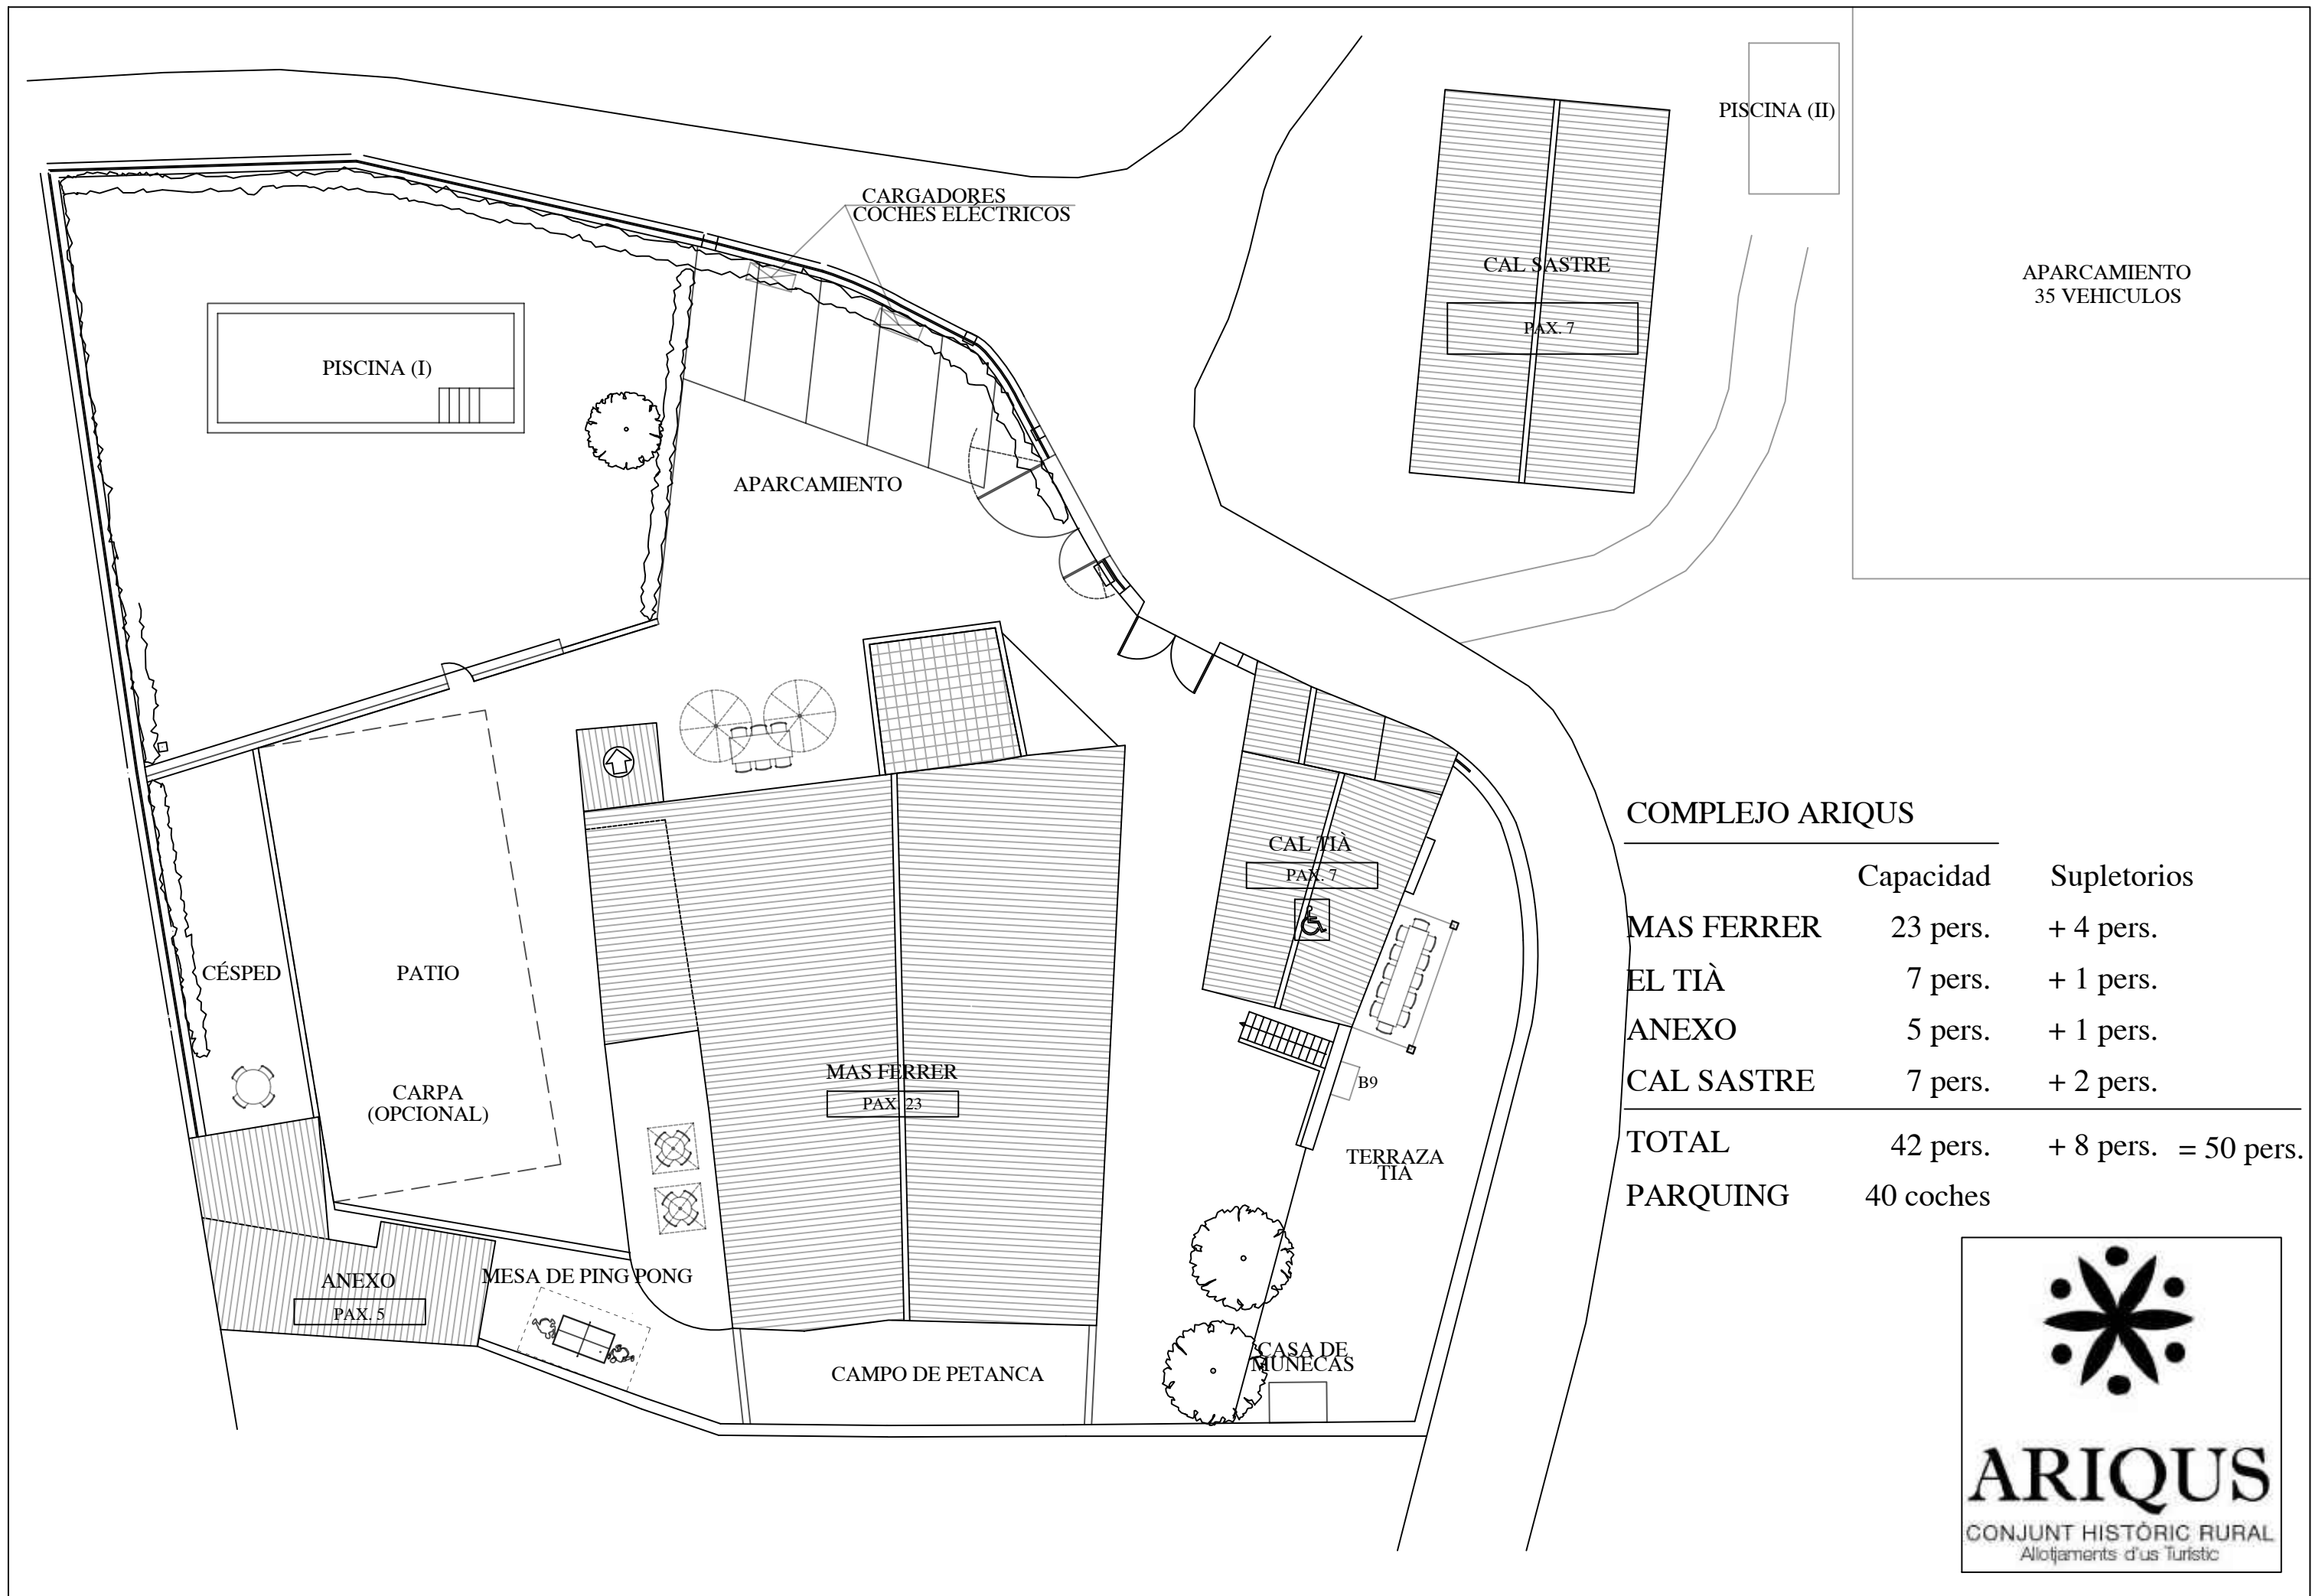 PISCINA (II)
CARGADORES
COCHES ELÉCTRICOS
CAL SASTRE
PAX. 7
APARCAMIENTO
35 VEHICULOS
PISCINA (I)
APARCAMIENTO
CAL TIÀ
PAX. 7
CÉSPED
PATIO
CARPA
(OPCIONAL)
MAS FERRER
PAX. 23
B9
TERRAZA
TIÀ
ANEXO
PAX. 5
MESA DE PING PONG
CAMPO DE PETANCA
CASA DE
MUÑECAS
COMPLEJO ARIQUS
Capacidad Supletorios
MAS FERRER 23 pers. + 4 pers.
EL TIÀ 7 pers. + 1 pers.
ANEXO 5 pers. + 1 pers.
CAL SASTRE 7 pers. + 2 pers.
TOTAL 42 pers. + 8 pers. = 50 pers.
PARQUING 40 coches
ARIQUS
CONJUNT HISTÒRIC RURAL
Allotjaments d'us Turístic